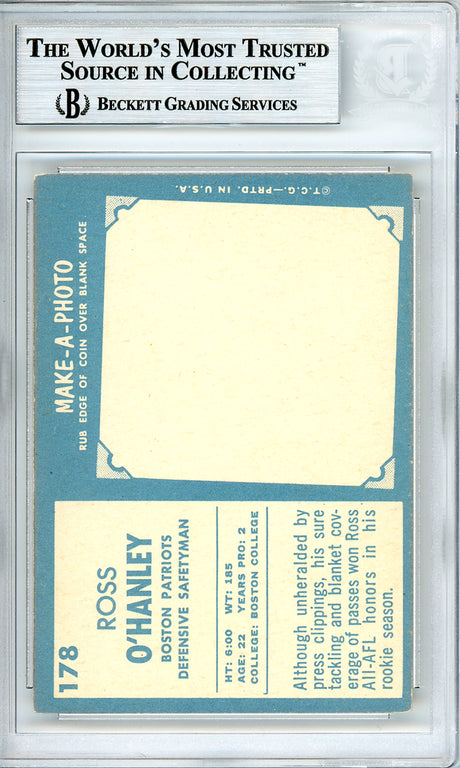 THE WORLD'S MOST TRUSTED
SOURCE IN COLLECTING™
B BECKETT GRADING SERVICES
©T.C.G.—PRTD. IN U.S.A.
MAKE-A-PHOTO
RUB EDGE OF COIN OVER BLANK SPACE
178
ROSS
O'HANLEY
BOSTON PATRIOTS
DEFENSIVE SAFETYMAN
HT: 6:00 WT: 185
AGE: 22 YEARS PRO: 2
COLLEGE: BOSTON COLLEGE
Although unheralded by
press clippings, his sure
tackling and blanket cov-
erage of passes won Ross
All-AFL honors in his
rookie season.